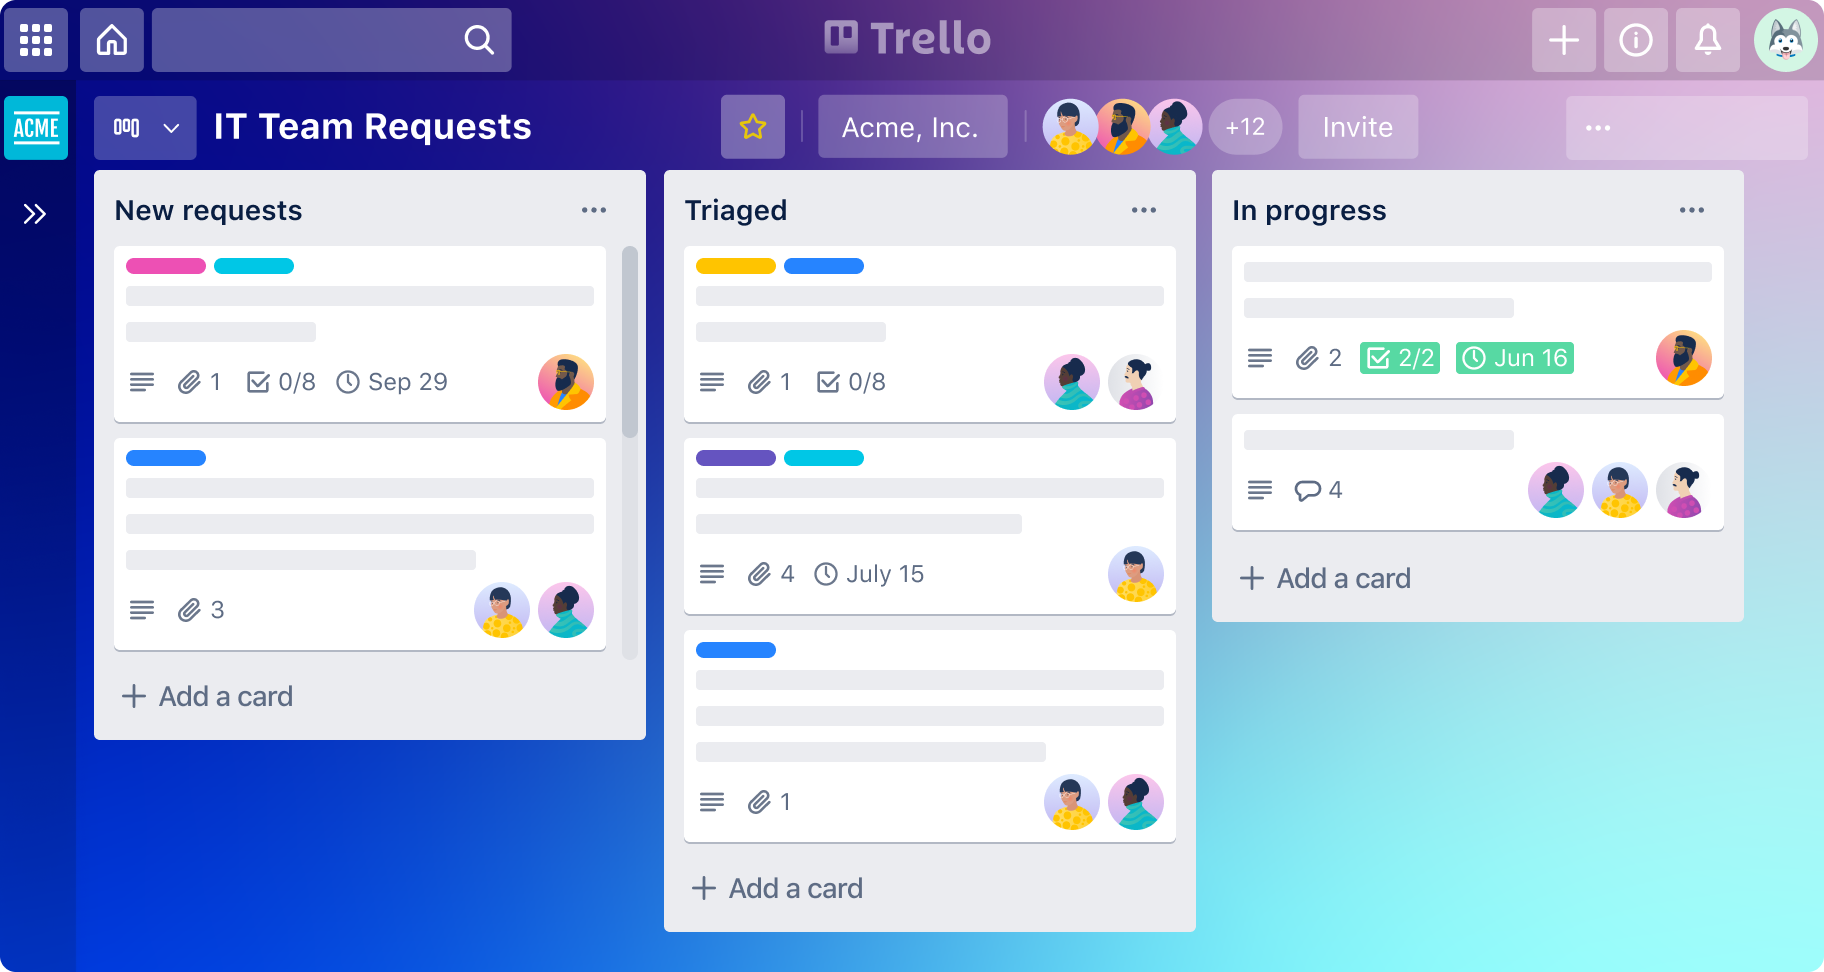 Trello
ACME
IT Team Requests
Acme, Inc.
+12
Invite
New requests
1 0/8 Sep 29
3
Add a card
Triaged
1 0/8
4 July 15
1
Add a card
In progress
2 2/2 Jun 16
4
Add a card